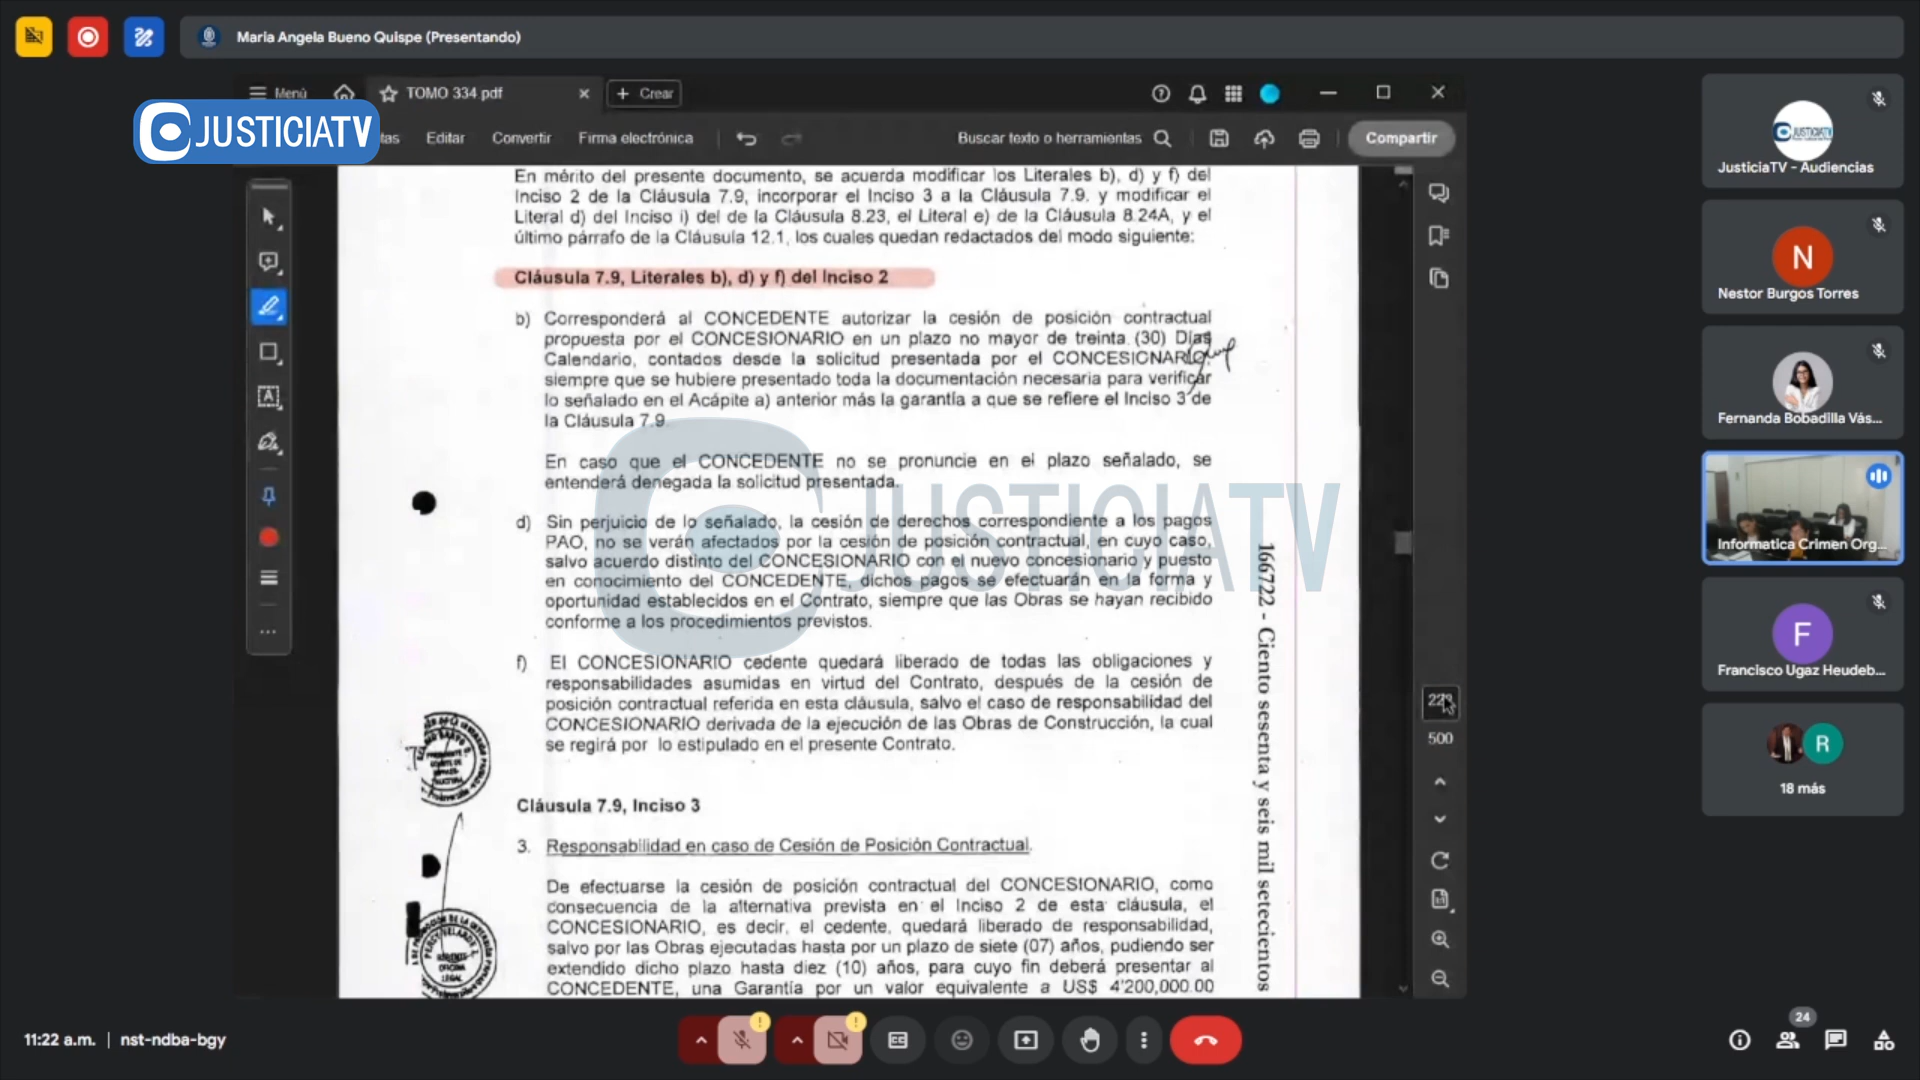 Maria Angela Bueno Quispe (Presentando)
Menú
TOMO 334.pdf
Crear
JUSTICIATV
tas
Editar
Convertir
Firma electrónica
Buscar texto o herramientas
Compartir
En mérito del presente documento, se acuerda modificar los Literales b), d) y f) del
Inciso 2 de la Cláusula 7.9, incorporar el Inciso 3 a la Cláusula 7.9. y modificar el
Literal d) del Inciso i) del de la Cláusula 8.23, el Literal e) de la Cláusula 8.24A, y el
último párrafo de la Cláusula 12.1, los cuales quedan redactados del modo siguiente:
Cláusula 7.9, Literales b), d) y f) del Inciso 2
b) Corresponderá al CONCEDENTE autorizar la cesión de posición contractual
propuesta por el CONCESIONARIO en un plazo no mayor de treinta (30) Días
Calendario, contados desde la solicitud presentada por el CONCESIONARIO,
siempre que se hubiere presentado toda la documentación necesaria para verificar
lo señalado en el Acápite a) anterior más la garantía a que se refiere el Inciso 3 de
la Cláusula 7.9.
En caso que el CONCEDENTE no se pronuncie en el plazo señalado, se
entenderá denegada la solicitud presentada.
d) Sin perjuicio de lo señalado, la cesión de derechos correspondiente a los pagos
PAO, no se verán afectados por la cesión de posición contractual, en cuyo caso,
salvo acuerdo distinto del CONCESIONARIO con el nuevo concesionario y puesto
en conocimiento del CONCEDENTE, dichos pagos se efectuarán en la forma y
oportunidad establecidos en el Contrato, siempre que las Obras se hayan recibido
conforme a los procedimientos previstos.
f) El CONCESIONARIO cedente quedará liberado de todas las obligaciones y
responsabilidades asumidas en virtud del Contrato, después de la cesión de
posición contractual referida en esta cláusula, salvo el caso de responsabilidad del
CONCESIONARIO derivada de la ejecución de las Obras de Construcción, la cual
se regirá por lo estipulado en el presente Contrato.
Cláusula 7.9, Inciso 3
3. Responsabilidad en caso de Cesión de Posición Contractual.
De efectuarse la cesión de posición contractual del CONCESIONARIO, como
consecuencia de la alternativa prevista en el Inciso 2 de esta cláusula, el
CONCESIONARIO, es decir, el cedente, quedará liberado de responsabilidad,
salvo por las Obras ejecutadas hasta por un plazo de siete (07) años, pudiendo ser
extendido dicho plazo hasta diez (10) años, para cuyo fin deberá presentar al
CONCEDENTE, una Garantía por un valor equivalente a US$ 4'200,000.00
166722 - Ciento sesenta y seis mil setecientos
JUSTICIATV
500
JUSTICIATV
JusticiaTV - Audiencias
N
Nestor Burgos Torres
Fernanda Bobadilla Vás...
Informatica Crimen Org...
F
Francisco Ugaz Heudeb...
R
18 más
11:22 a.m. | nst-ndba-bgy
24